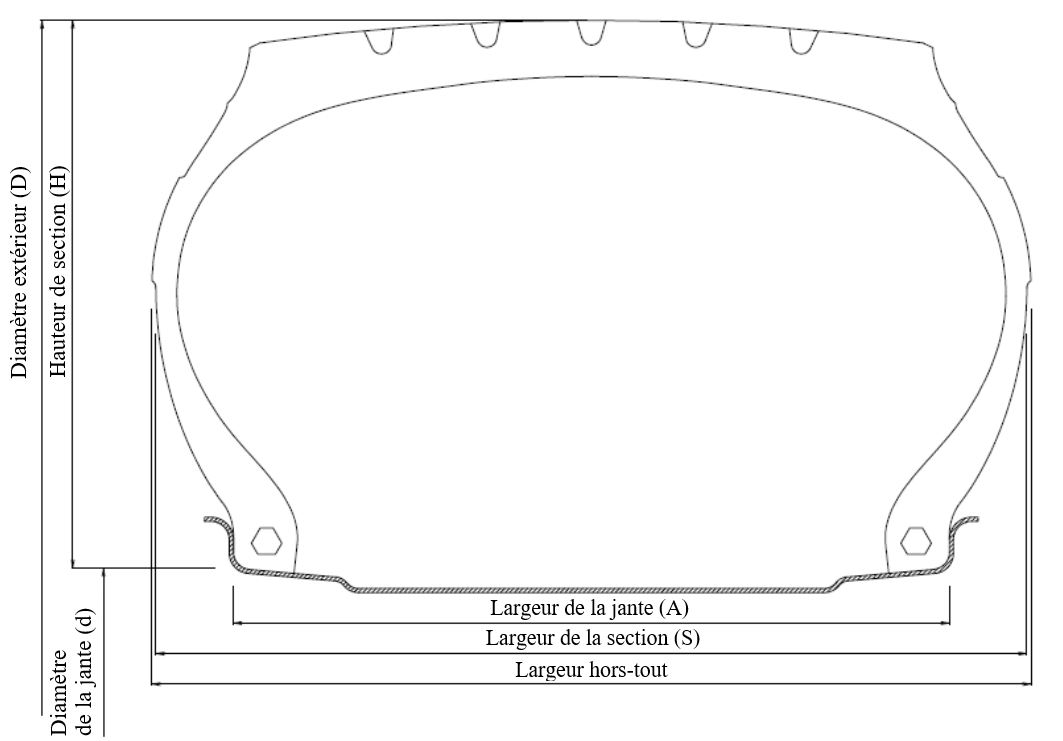 Diamètre extérieur (D)
Hauteur de section (H)
Diamètre
de la jante (d)
Largeur de la jante (A)
Largeur de la section (S)
Largeur hors-tout